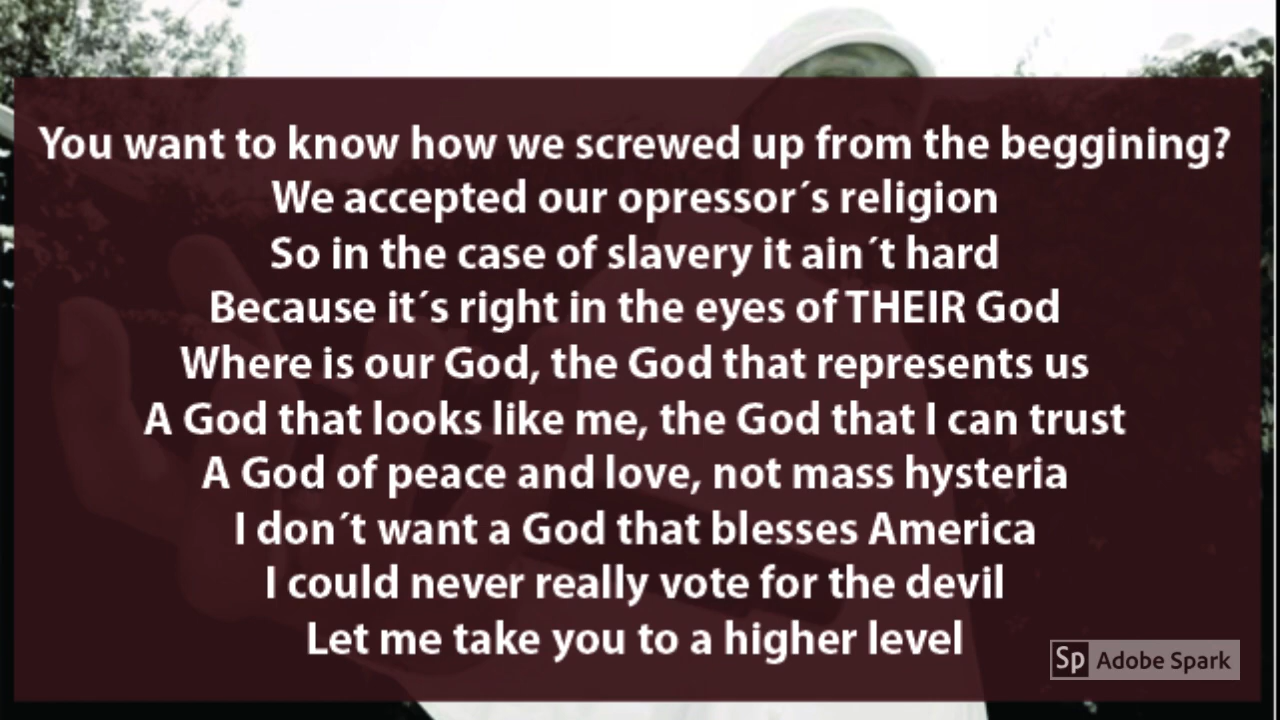 You want to know how we screwed up from the beggining?
We accepted our opressor´s religion
So in the case of slavery it ain´t hard
Because it´s right in the eyes of THEIR God
Where is our God, the God that represents us
A God that looks like me, the God that I can trust
A God of peace and love, not mass hysteria
I don´t want a God that blesses America
I could never really vote for the devil
Let me take you to a higher level
Sp Adobe Spark